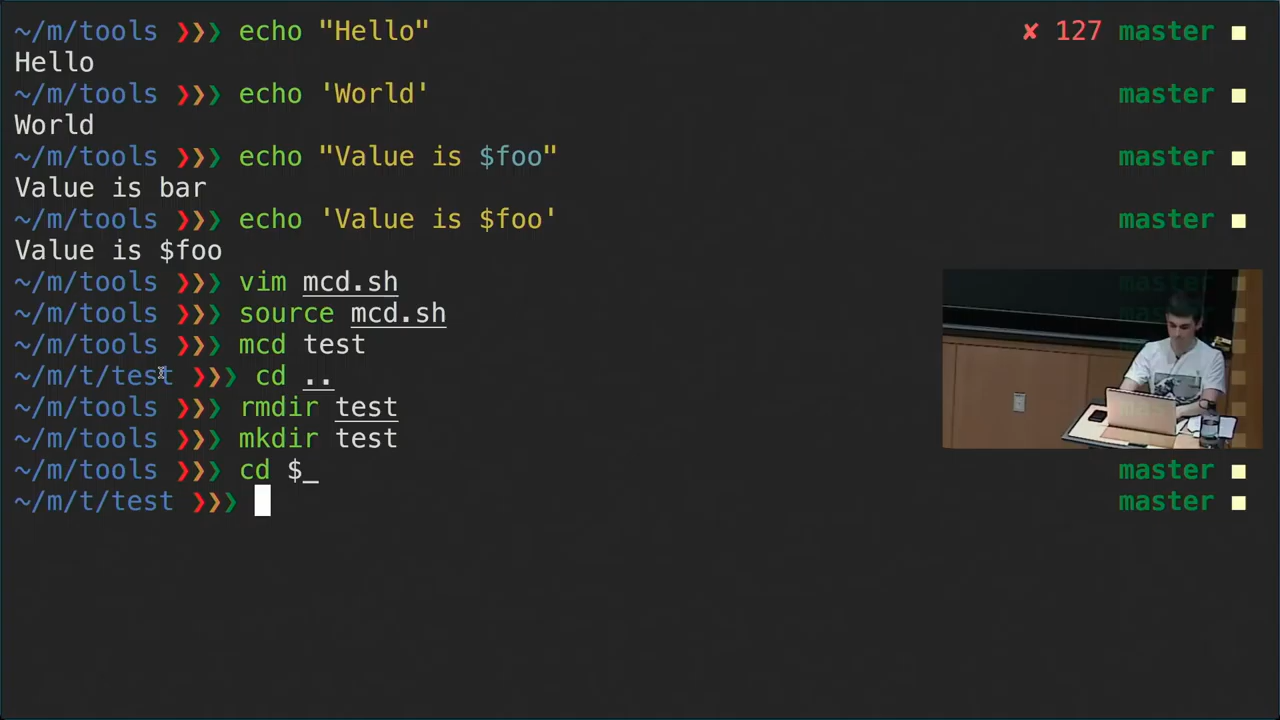 ~/m/tools ❯❯❯ echo "Hello" ✘ 127 master ■
Hello
~/m/tools ❯❯❯ echo 'World' master ■
World
~/m/tools ❯❯❯ echo "Value is $foo" master ■
Value is bar
~/m/tools ❯❯❯ echo 'Value is $foo' master ■
Value is $foo
~/m/tools ❯❯❯ vim mcd.sh
~/m/tools ❯❯❯ source mcd.sh
~/m/tools ❯❯❯ mcd test
~/m/t/test ❯❯❯ cd ..
~/m/tools ❯❯❯ rmdir test
~/m/tools ❯❯❯ mkdir test
~/m/tools ❯❯❯ cd $_ master ■
~/m/t/test ❯❯❯ master ■